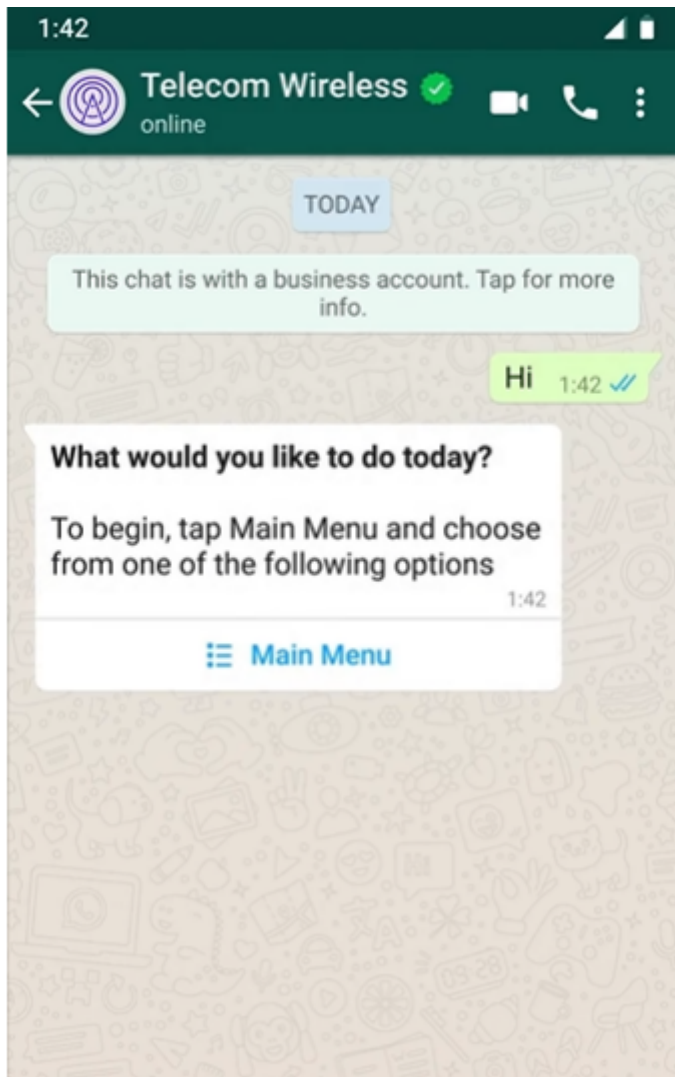 1:42
Telecom Wireless
online
TODAY
This chat is with a business account. Tap for more
info.
Hi 1:42
What would you like to do today?
To begin, tap Main Menu and choose
from one of the following options
1:42
Main Menu